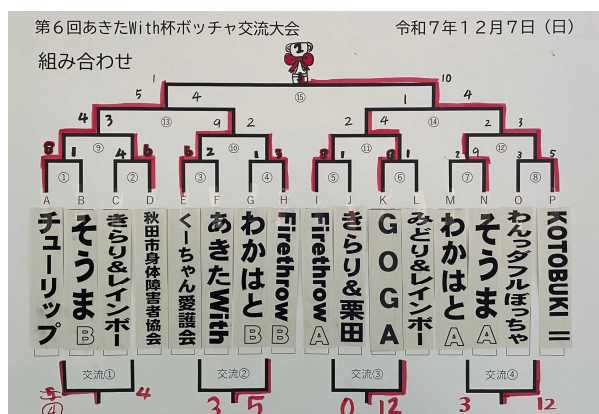 第6回あきたWith杯ボッチャ交流大会 令和7年12月7日（日）
組み合わせ
1 10
5 4 ⑮ 1 4
4 3 ⑬ 9 2 2 4 ⑭ 2 3
8 1 ⑨ 4 6 5 2 ⑩ 1 3 8 1 ⑪ 8 1 2 9 ⑫ 3 5
① ② ③ ④ ⑤ ⑥ ⑦ ⑧
A B C D E F G H I J K L M N O P
チューリップ
そうまB
きらり&レインボー
秋田市身体障害者協会
くーちゃん愛護会
あきたWith
わかはとB
FirethrowB
FirethrowA
きらり&栗田
GOGA
みどり&レインボー
わかはとA
そうまA
わんっダフルぼっちゃ
KOTOBUKI II
交流① 交流② 交流③ 交流④
④ 4 3 5 0 12 3 12